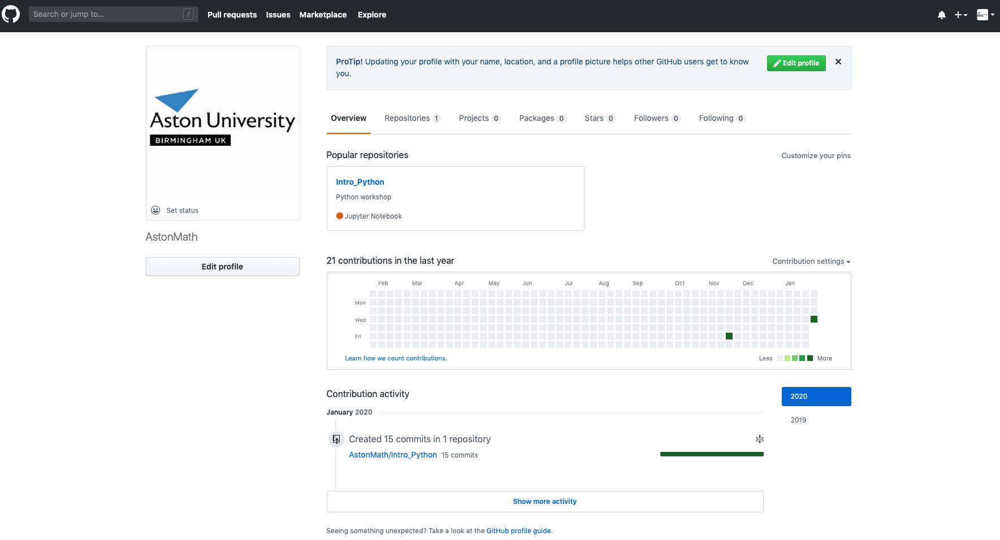 Search or jump to...
/
Pull requests
Issues
Marketplace
Explore
Aston University
BIRMINGHAM UK
Set status
AstonMath
Edit profile
ProTip! Updating your profile with your name, location, and a profile picture helps other GitHub users get to know
you.
Edit profile
Overview
Repositories 1
Projects 0
Packages 0
Stars 0
Followers 0
Following 0
Popular repositories
Customize your pins
Intro_Python
Python workshop
Jupyter Notebook
21 contributions in the last year
Contribution settings
Feb Mar Apr May Jun Jul Aug Sep Oct Nov Dec Jan
Mon
Wed
Fri
Learn how we count contributions.
Less
More
Contribution activity
2020
2019
January 2020
Created 15 commits in 1 repository
AstonMath/Intro_Python 15 commits
Show more activity
Seeing something unexpected? Take a look at the GitHub profile guide.